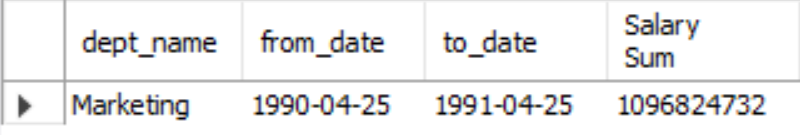 dept_name from_date to_date Salary Sum
Marketing 1990-04-25 1991-04-25 1096824732